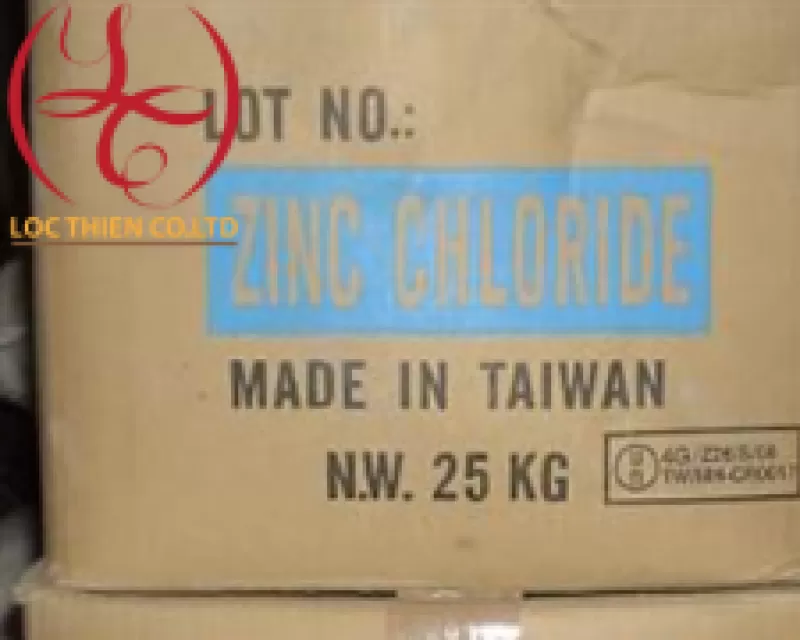 LOT NO.:
LOC THIEN CO.LTD
ZINC CHLORIDE
MADE IN TAIWAN
N.W. 25 KG